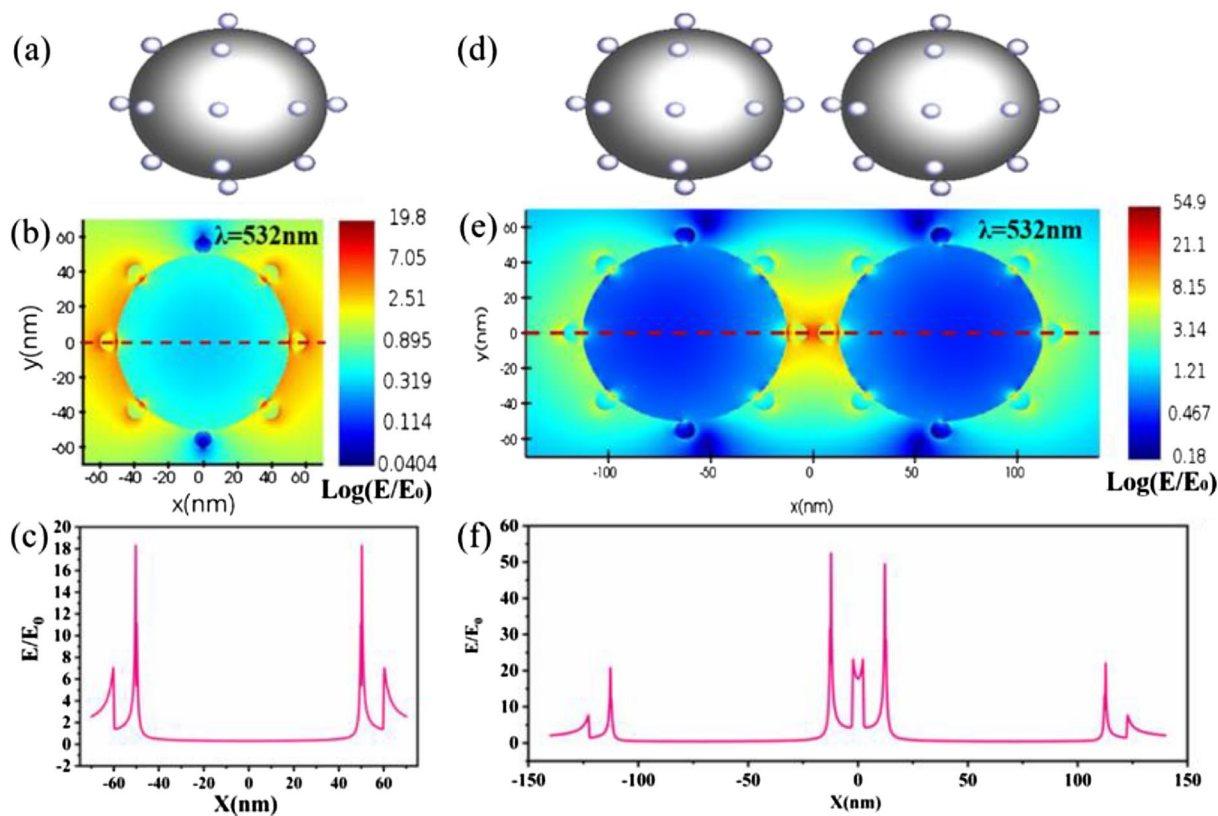 (a)
(d)
(b)
λ=532nm
60
40
20
0
-20
-40
-60
y(nm)
-60 -40 -20 0 20 40 60
x(nm)
19.8
7.05
2.51
0.895
0.319
0.114
0.0404
Log(E/E₀)
(e)
λ=532nm
60
40
20
0
-20
-40
-60
y(nm)
-100 -50 0 50 100
x(nm)
54.9
21.1
8.15
3.14
1.21
0.467
0.18
Log(E/E₀)
(c)
20
18
16
14
12
10
8
6
4
2
0
-2
E/E₀
-60 -40 -20 0 20 40 60
X(nm)
(f)
60
50
40
30
20
10
0
E/E₀
-150 -100 -50 0 50 100 150
X(nm)